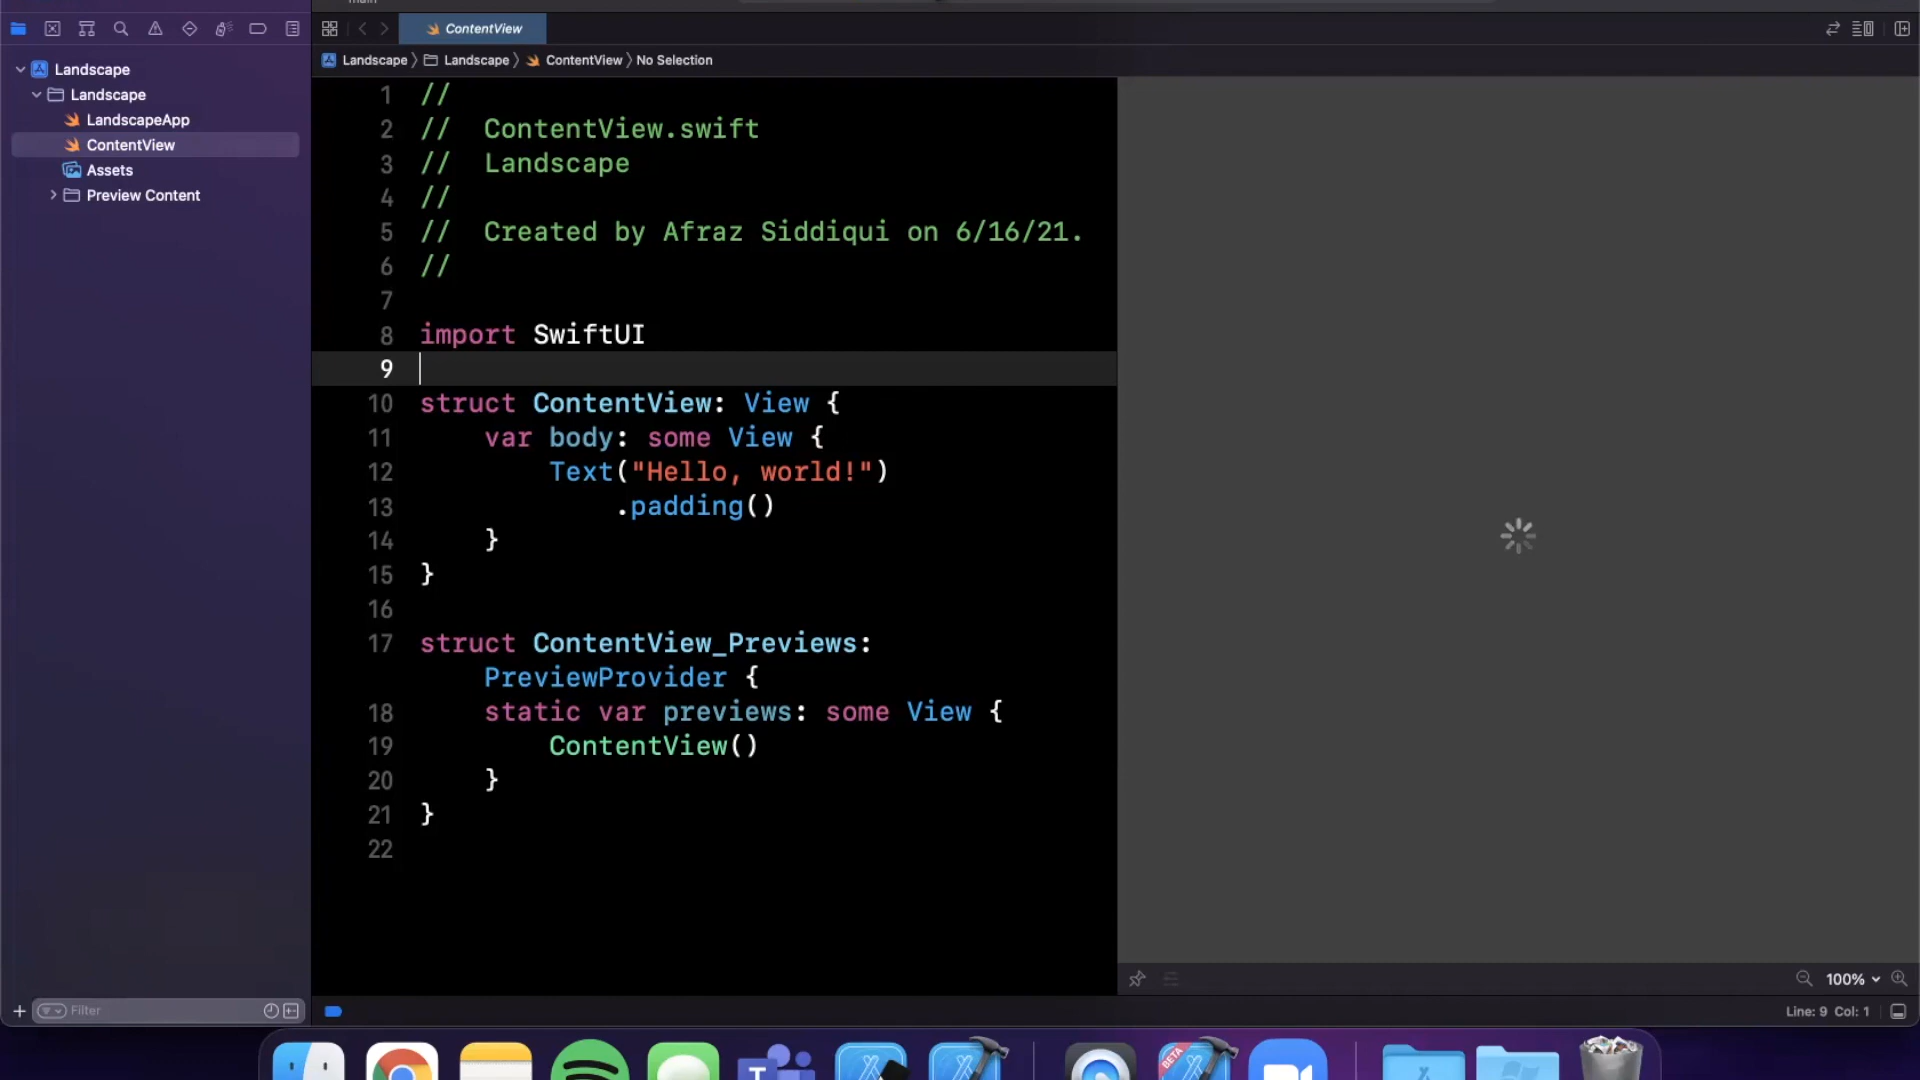 main
ContentView
Landscape
Landscape
LandscapeApp
ContentView
Assets
Preview Content
Landscape 〉 Landscape 〉 ContentView 〉 No Selection
1 //
2 //  ContentView.swift
3 //  Landscape
4 //
5 //  Created by Afraz Siddiqui on 6/16/21.
6 //
7
8 import SwiftUI
9
10 struct ContentView: View {
11     var body: some View {
12         Text("Hello, world!")
13             .padding()
14     }
15 }
16
17 struct ContentView_Previews:
PreviewProvider {
18     static var previews: some View {
19         ContentView()
20     }
21 }
22
100%
Filter
Line: 9 Col: 1
BETA